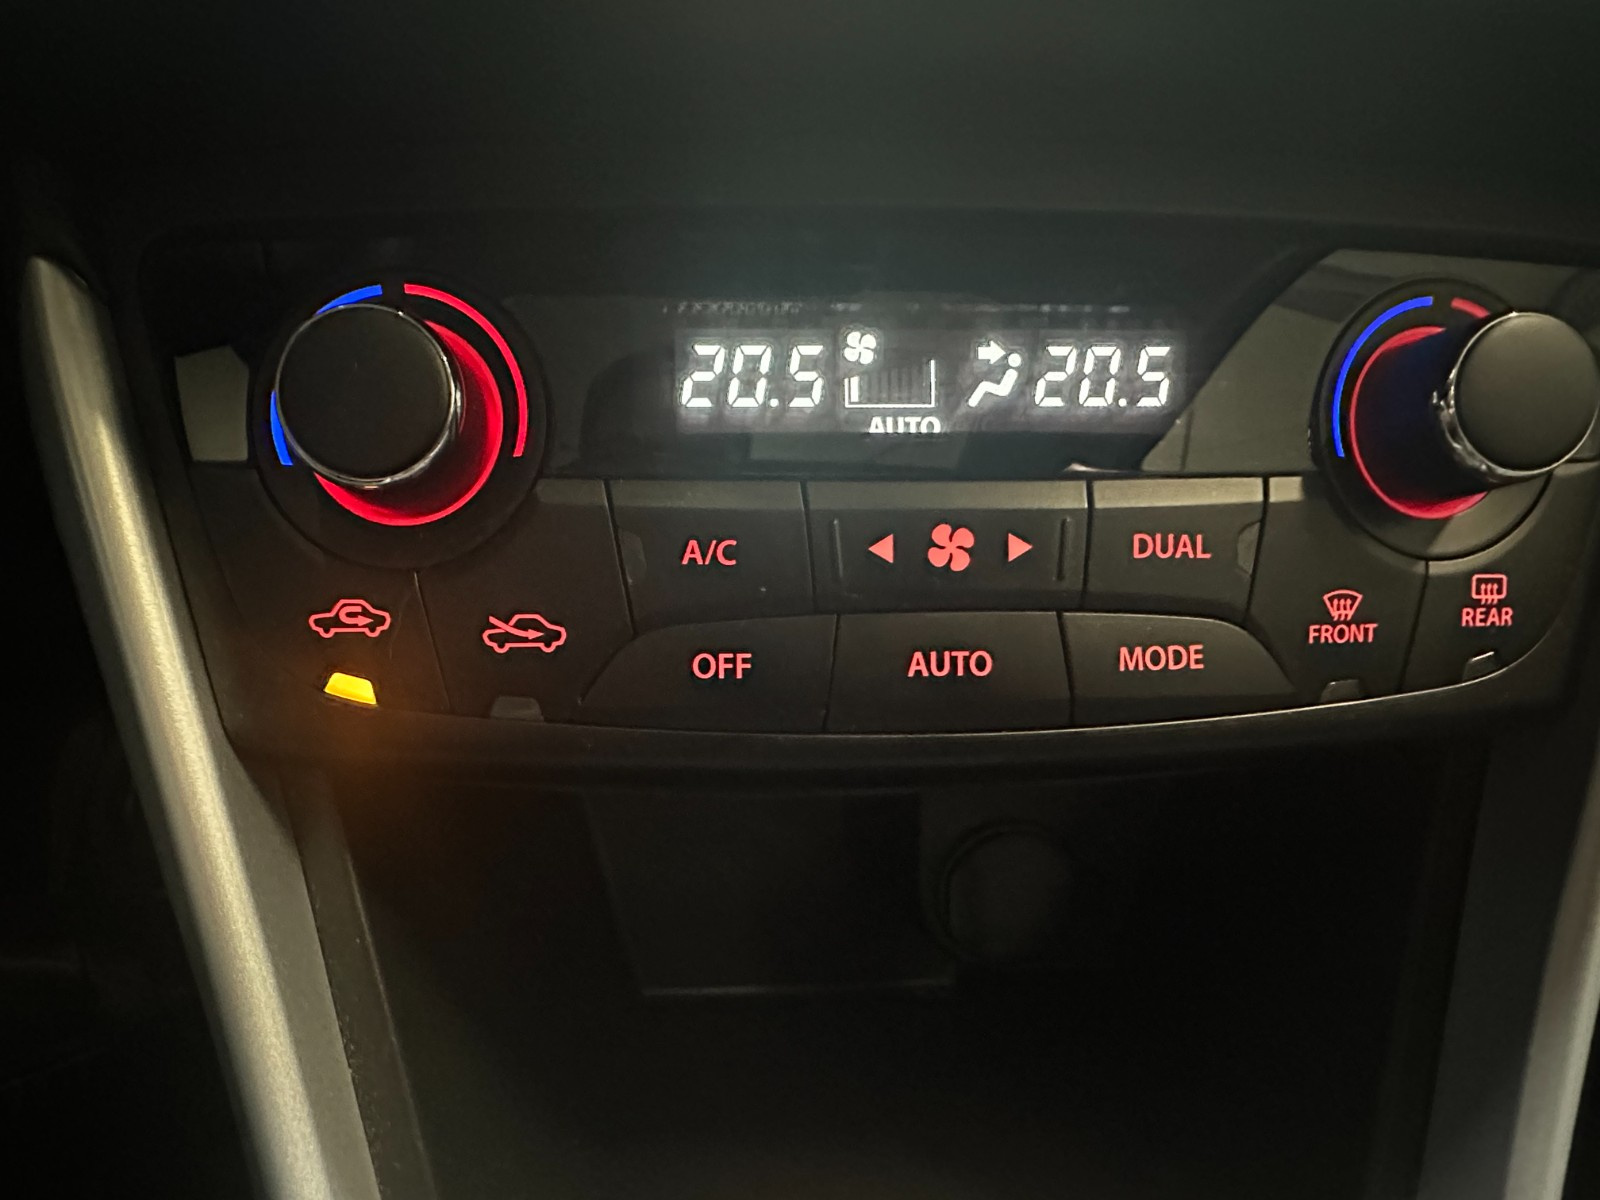 20.5 20.5
AUTO
A/C DUAL
OFF AUTO MODE FRONT REAR